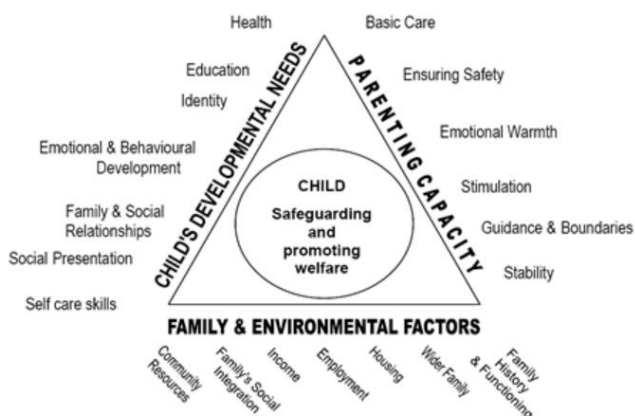 Health
Education
Identity
Emotional & Behavioural
Development
Family & Social
Relationships
Social Presentation
Self care skills
CHILD'S DEVELOPMENTAL NEEDS
Basic Care
Ensuring Safety
Emotional Warmth
Stimulation
Guidance & Boundaries
Stability
PARENTING CAPACITY
CHILD
Safeguarding
and
promoting
welfare
FAMILY & ENVIRONMENTAL FACTORS
Community
Resources
Family's Social
Integration
Income
Employment
Housing
Wider Family
Family
History
& Functioning